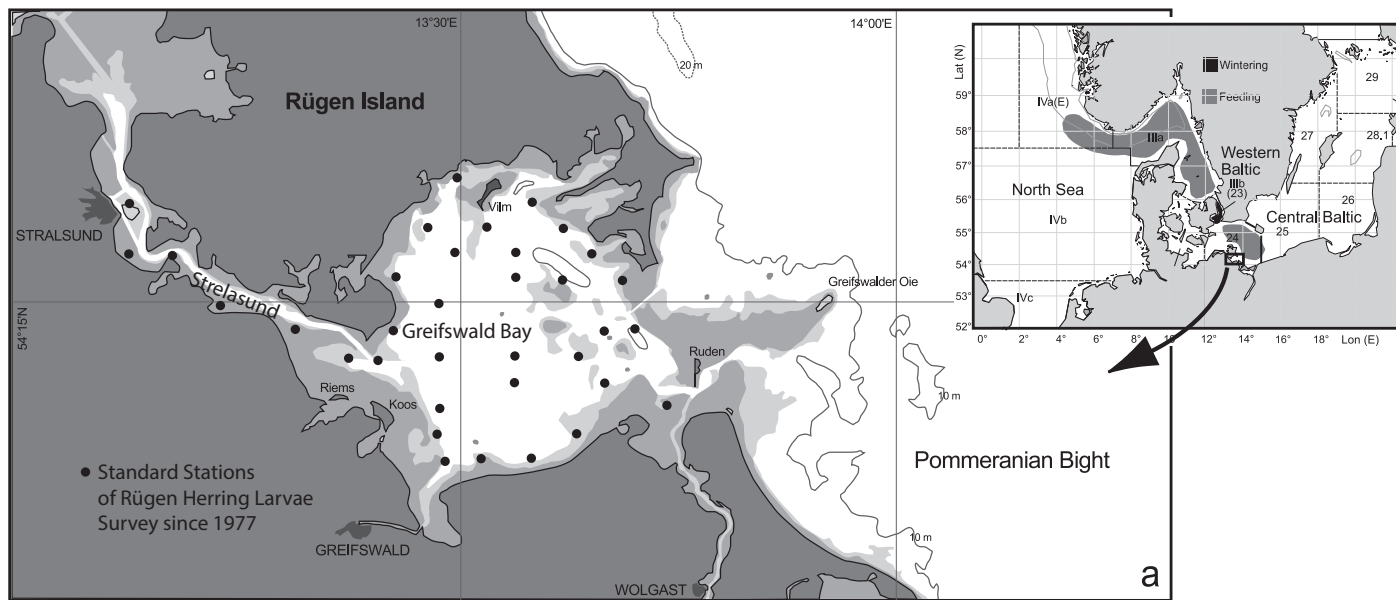 13°30'E
14°00'E
20 m
Rügen Island
Vilm
STRALSUND
Strelasund
Greifswalder Oie
54°15'N
Greifswald Bay
Ruden
Riems
Koos
10 m
Pommeranian Bight
Standard Stations
of Rügen Herring Larvae
Survey since 1977
GREIFSWALD
10 m
WOLGAST
a
Lat (N)
Wintering
Feeding
59°
58°
57°
56°
55°
54°
53°
52°
IVa(E)
IIIa
29
27
28.1
Western
Baltic
IIIb
(23)
North Sea
26
Central Baltic
IVb
25
24
IVc
0°
2°
4°
6°
8°
10°
12°
14°
16°
18°
Lon (E)